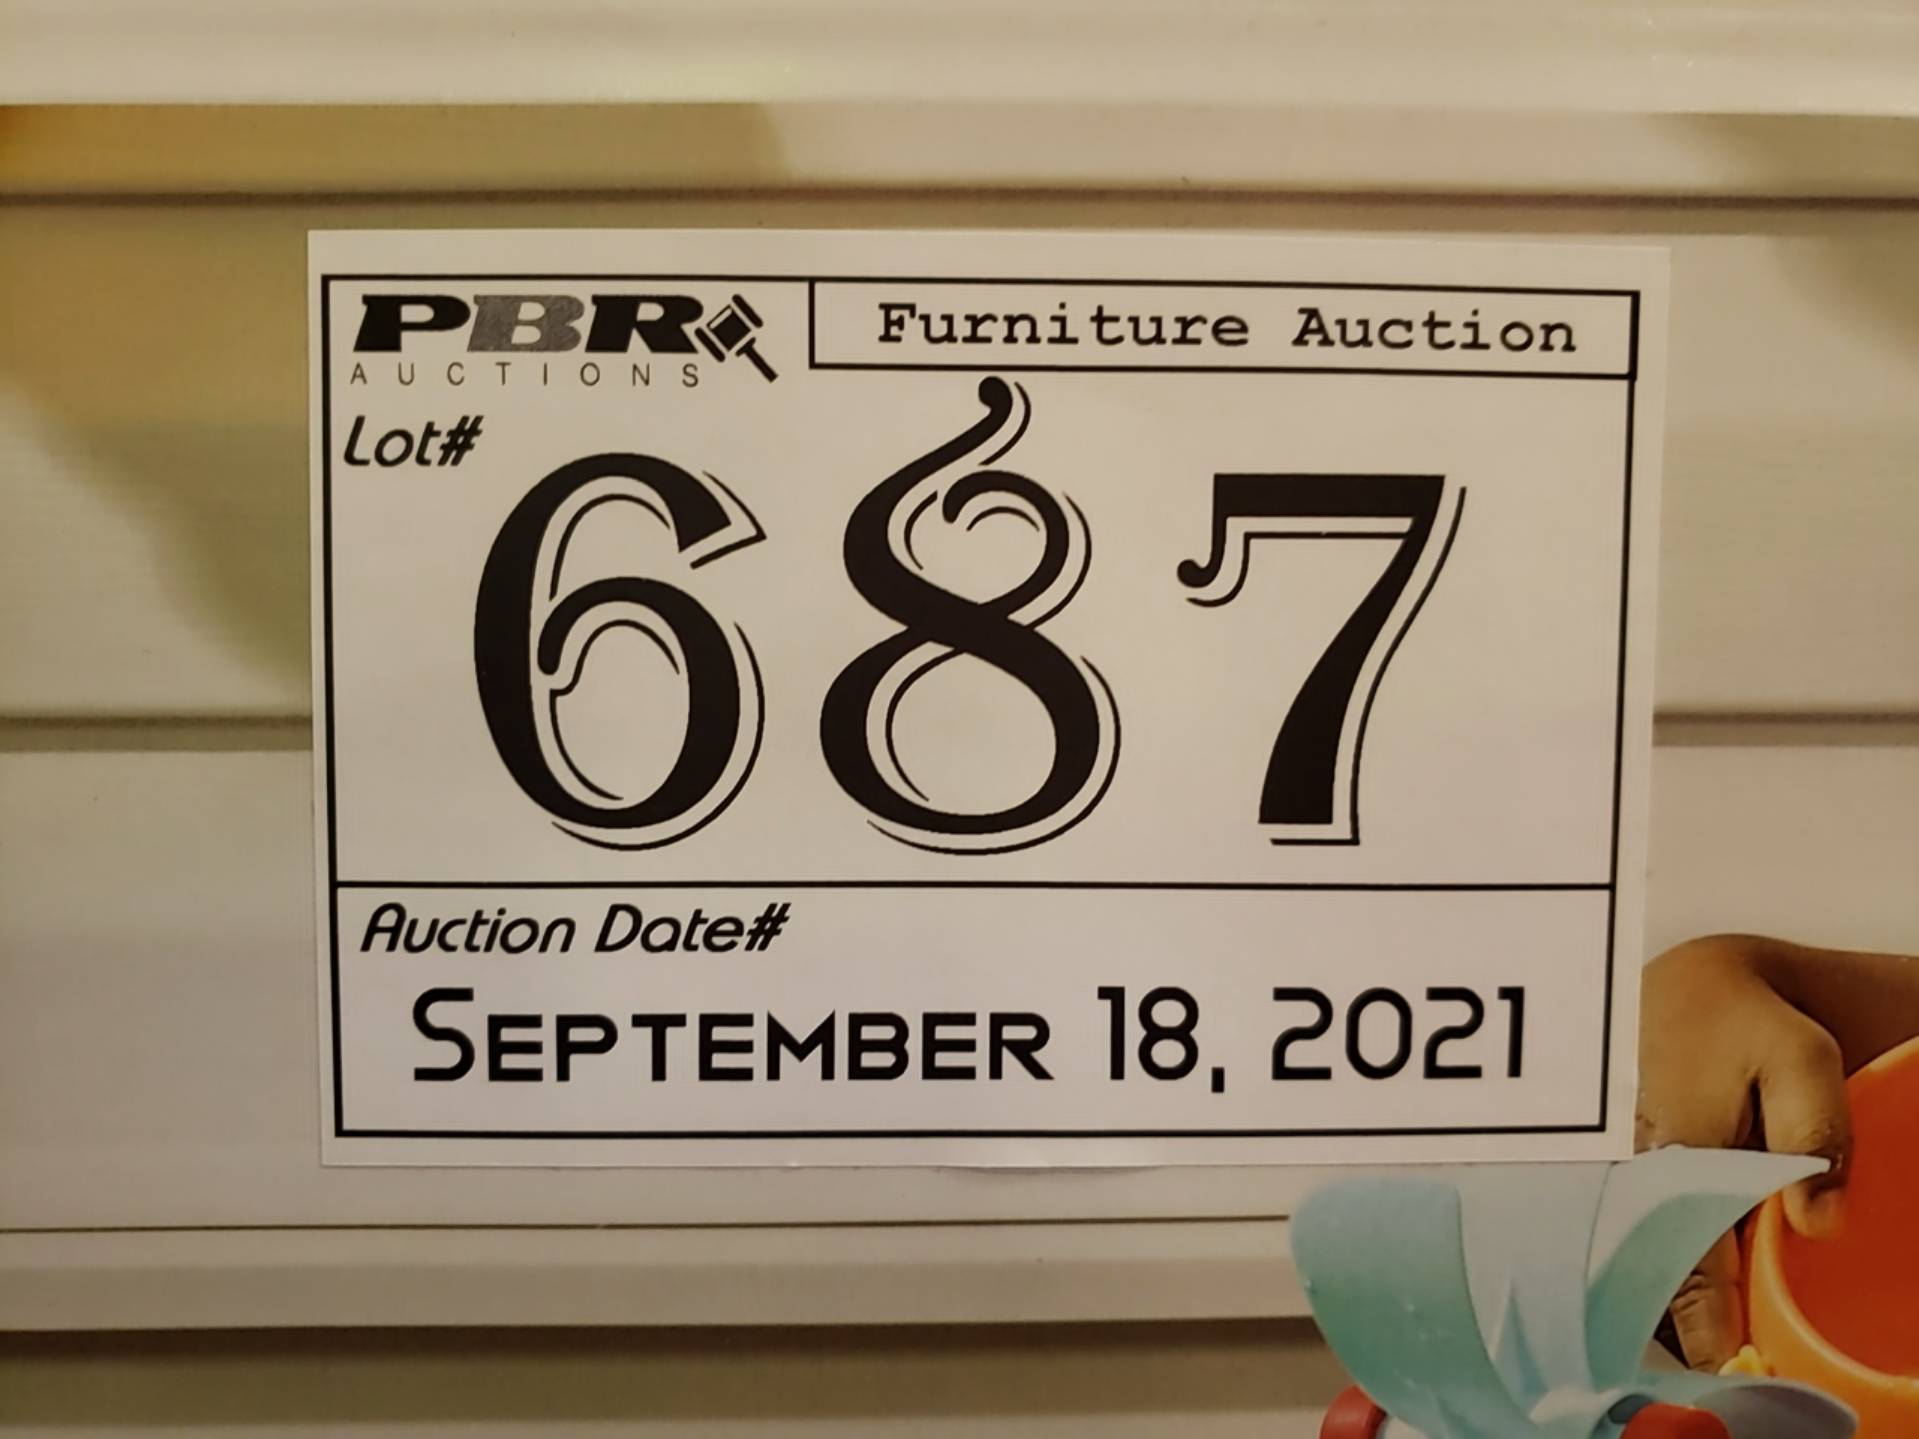 PBR
AUCTIONS
Furniture Auction
Lot#
687
Auction Date#
September 18, 2021